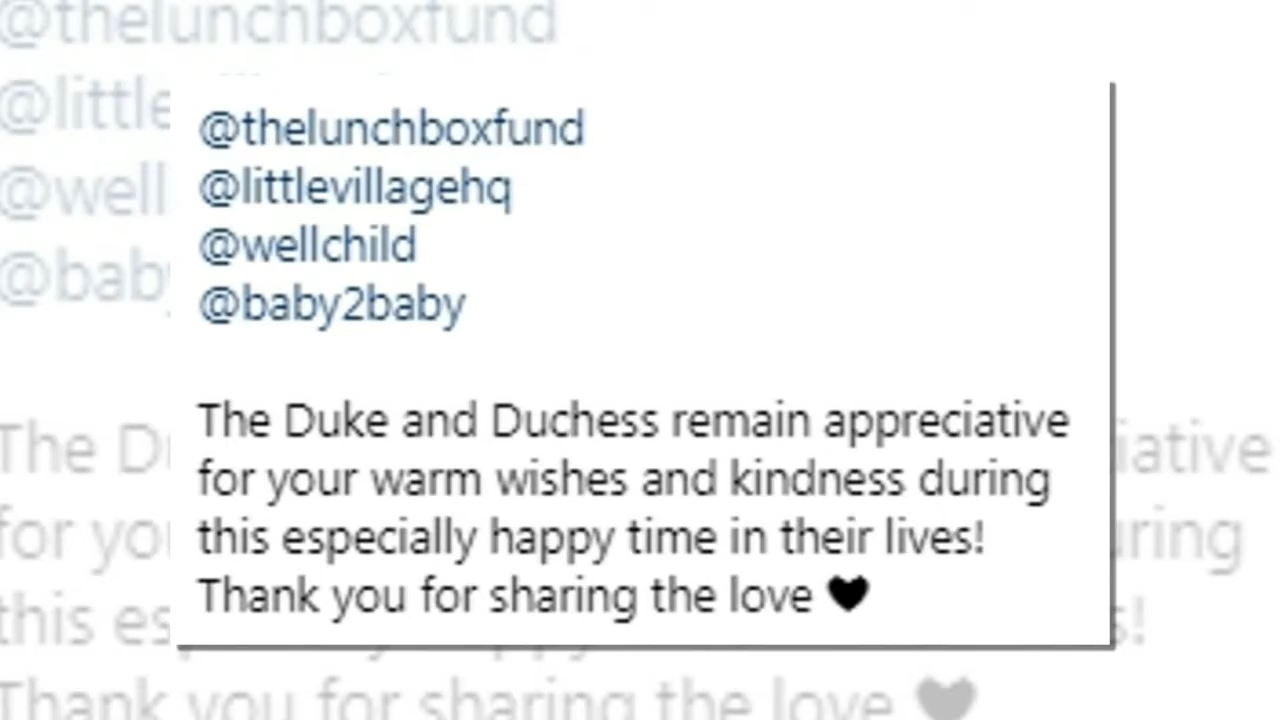 @thelunchboxfund
@littlevillagehq
@wellchild
@baby2baby
The Duke and Duchess remain appreciative
for your warm wishes and kindness during
this especially happy time in their lives!
Thank you for sharing the love 🖤